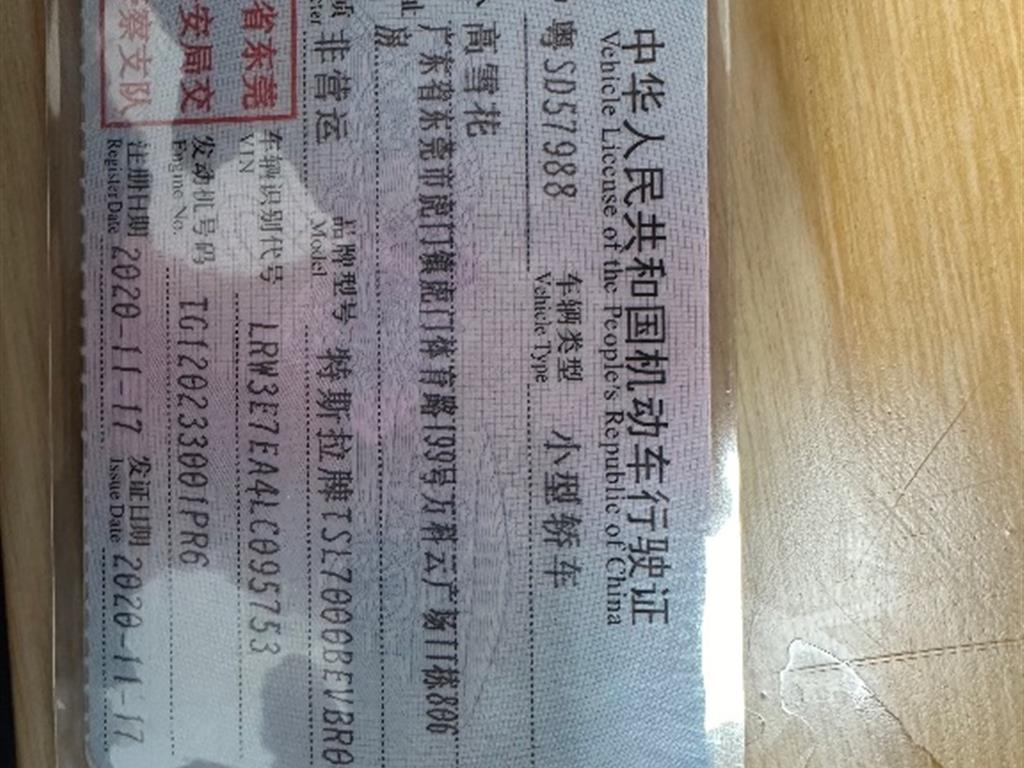 中华人民共和国机动车行驶证
Vehicle License of the People's Republic of China
粤SD57988 车辆类型 小型轿车
Vehicle Type
高雪花
广东省东莞市虎门镇虎门体育路199号万科云广场11栋806
房
非营运 品牌型号 特斯拉牌TSL7000BEVBR0
Model
省东莞 车辆识别代号 LRW3E7EA4LC095753
VIN
安局交 发动机号码 TG120233001PR6
Engine No.
察支队 注册日期 2020-11-17 发证日期 2020-11-17
Register Date Issue Date